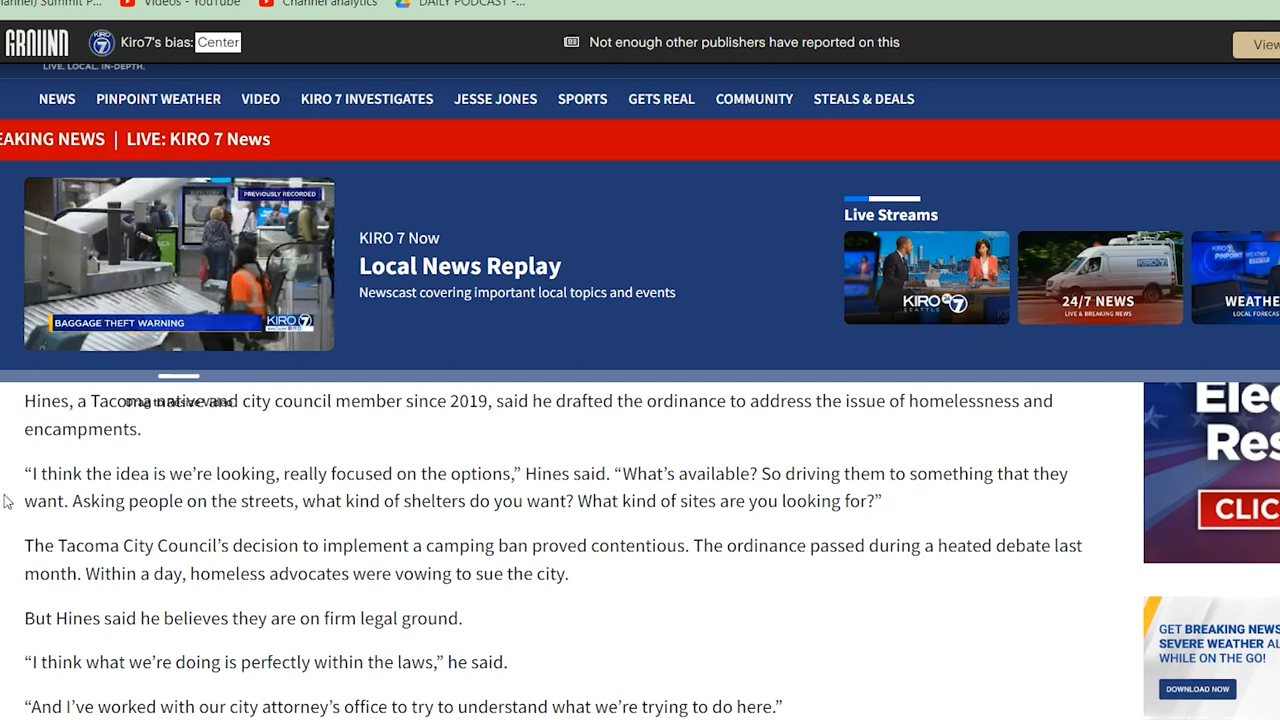 Videos - YouTube
Channel analytics
DAILY PODCAST -...
GROUND
Kiro7's bias: Center
Not enough other publishers have reported on this
View
LIVE. LOCAL. IN-DEPTH.
NEWS
PINPOINT WEATHER
VIDEO
KIRO 7 INVESTIGATES
JESSE JONES
SPORTS
GETS REAL
COMMUNITY
STEALS & DEALS
EAKING NEWS | LIVE: KIRO 7 News
PREVIOUSLY RECORDED
BAGGAGE THEFT WARNING
KIRO 7
KIRO 7 Now
Local News Replay
Newscast covering important local topics and events
Live Streams
KIRO 24/7
SEATTLE
24/7 NEWS
LIVE & BREAKING NEWS
KIRO 7
PINPOINT
WEATHE
LOCAL FORECAS
Hines, a Tacoma native and city council member since 2019, said he drafted the ordinance to address the issue of homelessness and
encampments.
“I think the idea is we’re looking, really focused on the options,” Hines said. “What’s available? So driving them to something that they
want. Asking people on the streets, what kind of shelters do you want? What kind of sites are you looking for?”
The Tacoma City Council’s decision to implement a camping ban proved contentious. The ordinance passed during a heated debate last
month. Within a day, homeless advocates were vowing to sue the city.
But Hines said he believes they are on firm legal ground.
“I think what we’re doing is perfectly within the laws,” he said.
“And I’ve worked with our city attorney’s office to try to understand what we’re trying to do here.”
Elec
Res
CLIC
GET BREAKING NEWS
SEVERE WEATHER AL
WHILE ON THE GO!
DOWNLOAD NOW